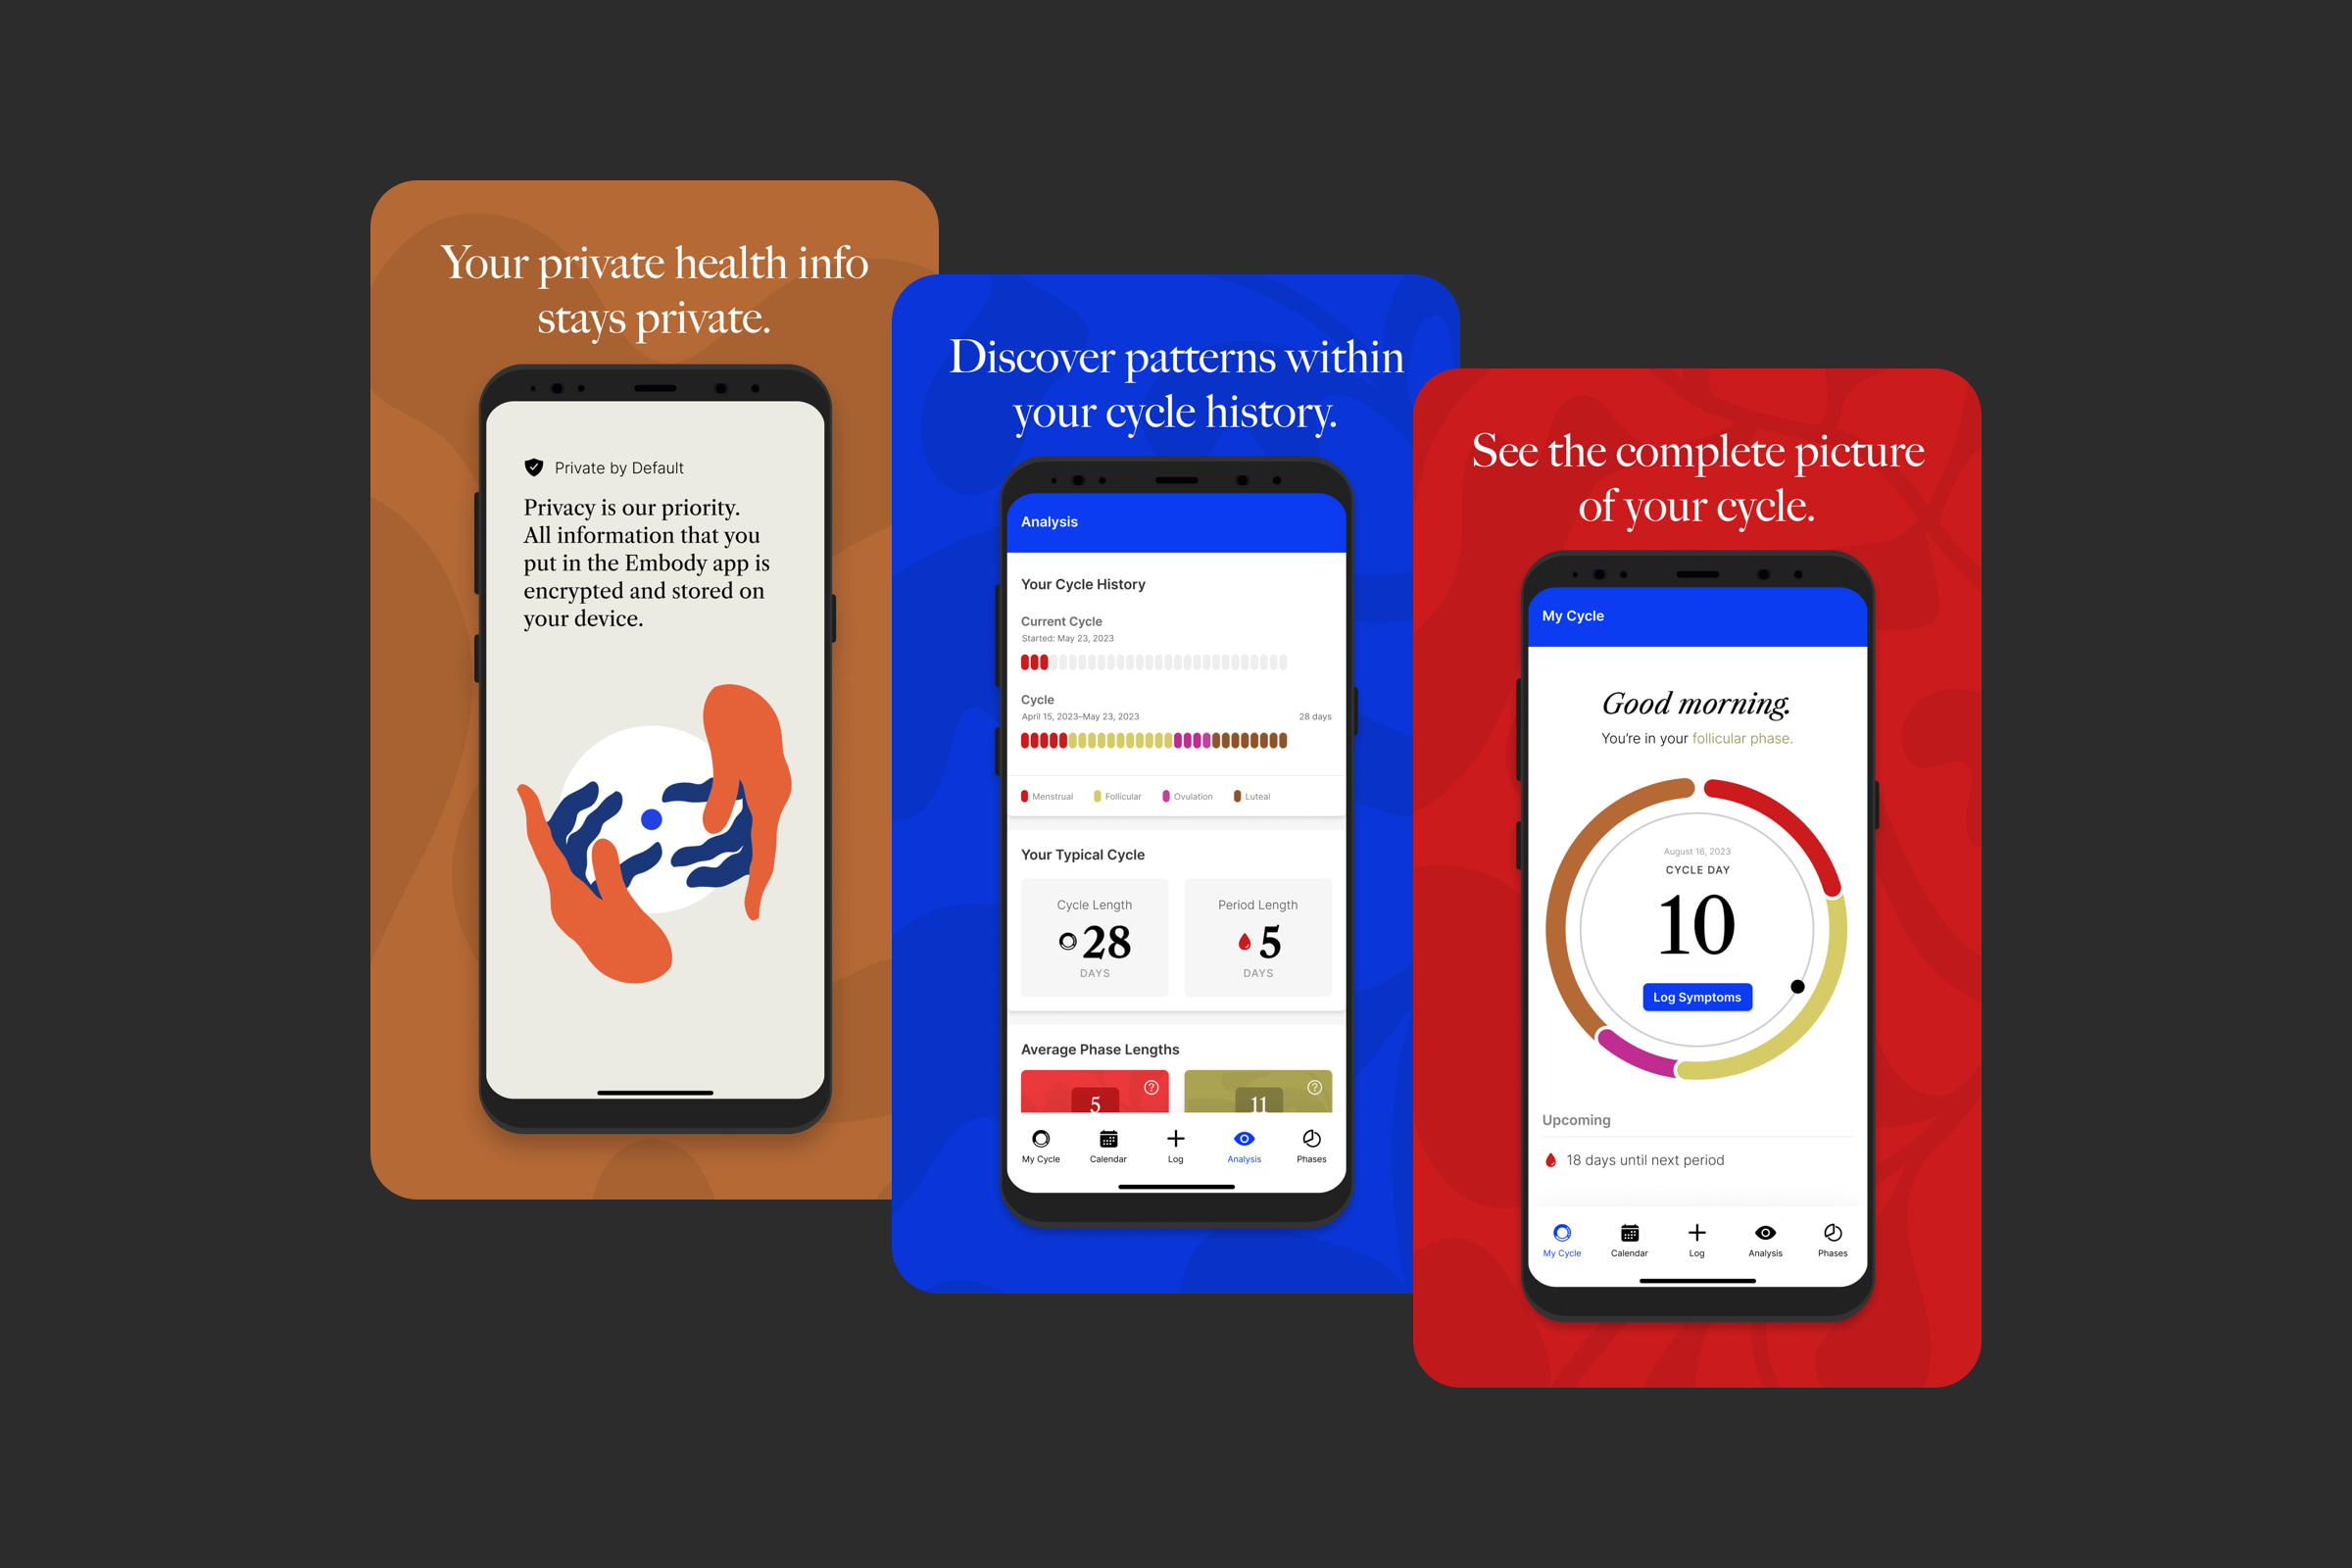 Your private health info
stays private.
Private by Default
Privacy is our priority.
All information that you
put in the Embody app is
encrypted and stored on
your device.
Discover patterns within
your cycle history.
Analysis
Your Cycle History
Current Cycle
Started: May 23, 2023
Cycle
April 15, 2023–May 23, 2023 28 days
Menstrual Follicular Ovulation Luteal
Your Typical Cycle
Cycle Length Period Length
28 5
DAYS DAYS
Average Phase Lengths
5 11
My Cycle Calendar Log Analysis Phases
See the complete picture
of your cycle.
My Cycle
Good morning.
You're in your follicular phase.
August 16, 2023
CYCLE DAY
10
Log Symptoms
Upcoming
18 days until next period
My Cycle Calendar Log Analysis Phases